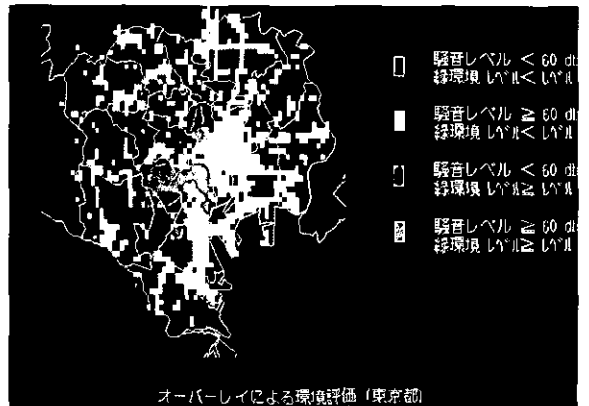 騒音レベル < 60 db
緑環境 レベル< レベル
騒音レベル ≧ 60 db
緑環境 レベル< レベル
騒音レベル < 60 db
緑環境 レベル≧ レベル
騒音レベル ≧ 60 db
緑環境 レベル≧ レベル
オーバーレイによる環境評価 (東京都)